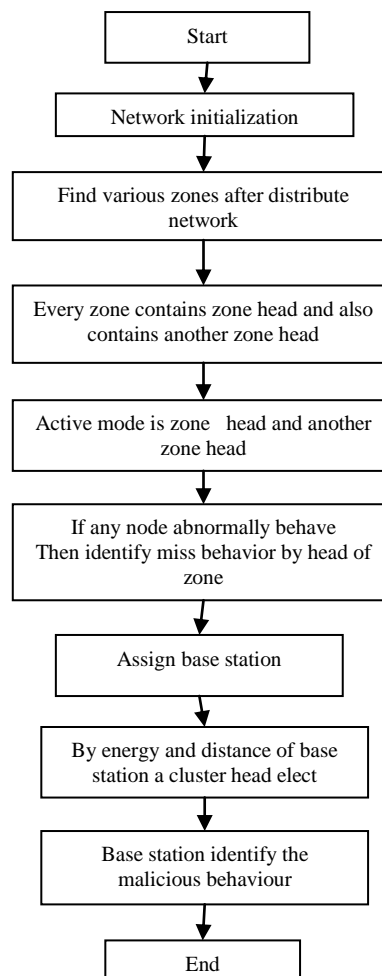 Start
Network initialization
Find various zones after distribute
network
Every zone contains zone head and also
contains another zone head
Active mode is zone head and another
zone head
If any node abnormally behave
Then identify miss behavior by head of
zone
Assign base station
By energy and distance of base
station a cluster head elect
Base station identify the
malicious behaviour
End